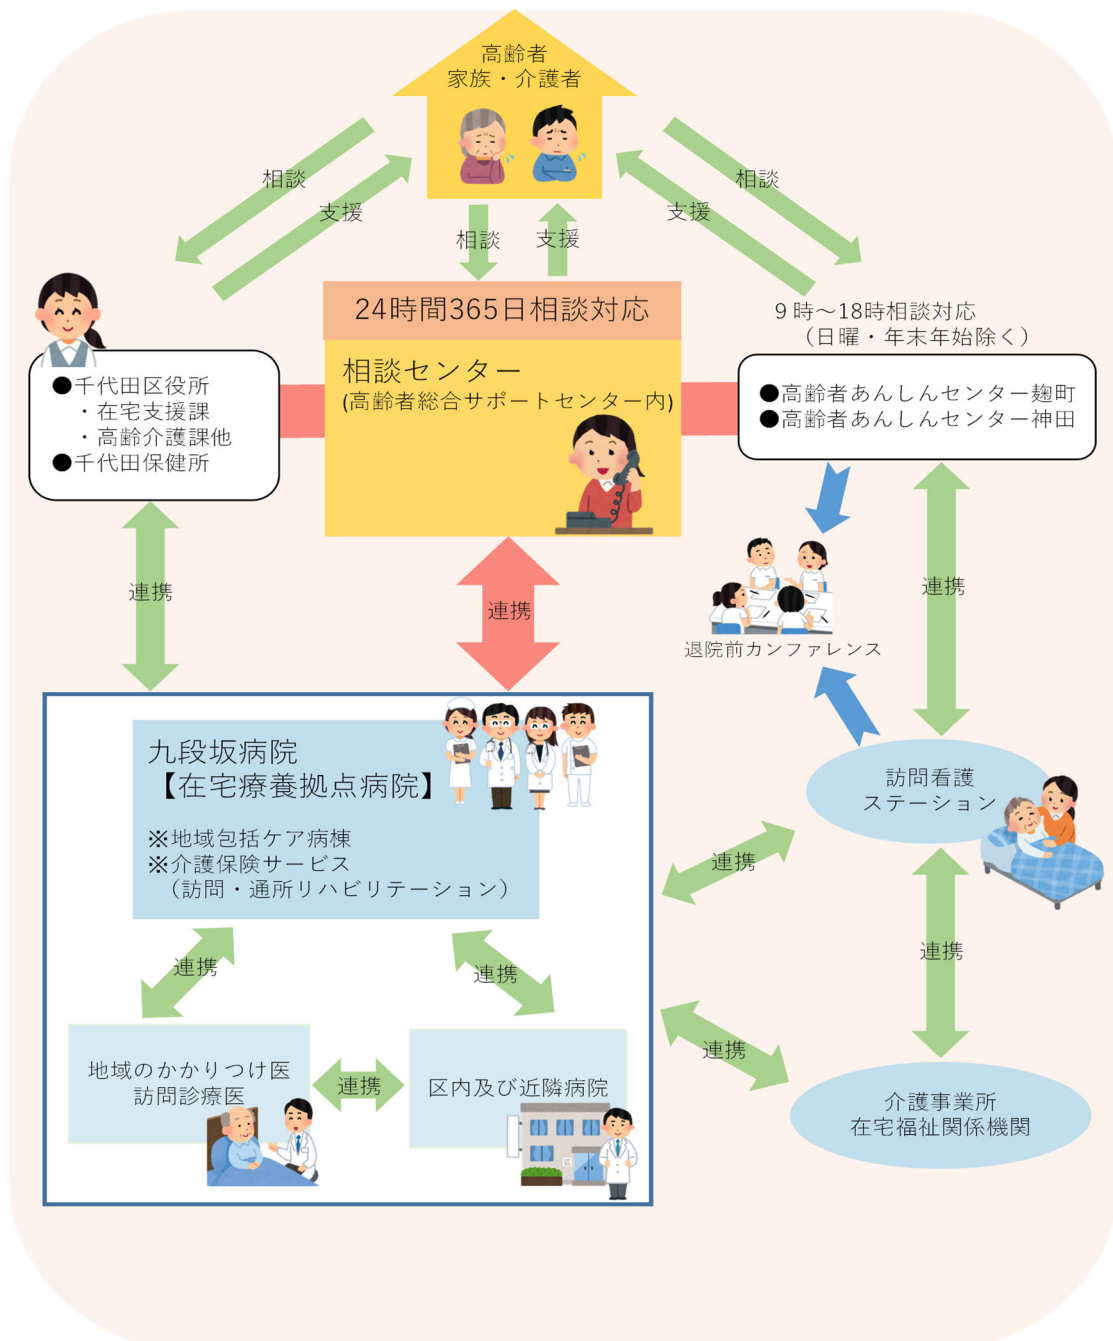 高齢者
家族・介護者
相談
支援
相談
支援
相談
支援
24時間365日相談対応
相談センター
(高齢者総合サポートセンター内)
９時～18時相談対応
（日曜・年末年始除く）
●千代田区役所
・在宅支援課
・高齢介護課他
●千代田保健所
●高齢者あんしんセンター麹町
●高齢者あんしんセンター神田
連携
連携
連携
退院前カンファレンス
九段坂病院
【在宅療養拠点病院】
※地域包括ケア病棟
※介護保険サービス
（訪問・通所リハビリテーション）
訪問看護
ステーション
連携
連携
連携
連携
連携
地域のかかりつけ医
訪問診療医
連携
区内及び近隣病院
介護事業所
在宅福祉関係機関